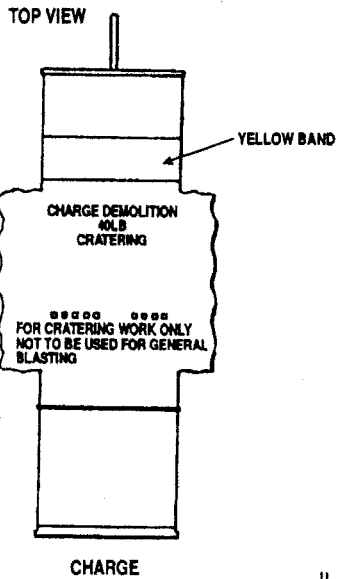 TOP VIEW
YELLOW BAND
CHARGE DEMOLITION
40LB
CRATERING
FOR CRATERING WORK ONLY
NOT TO BE USED FOR GENERAL
BLASTING
CHARGE